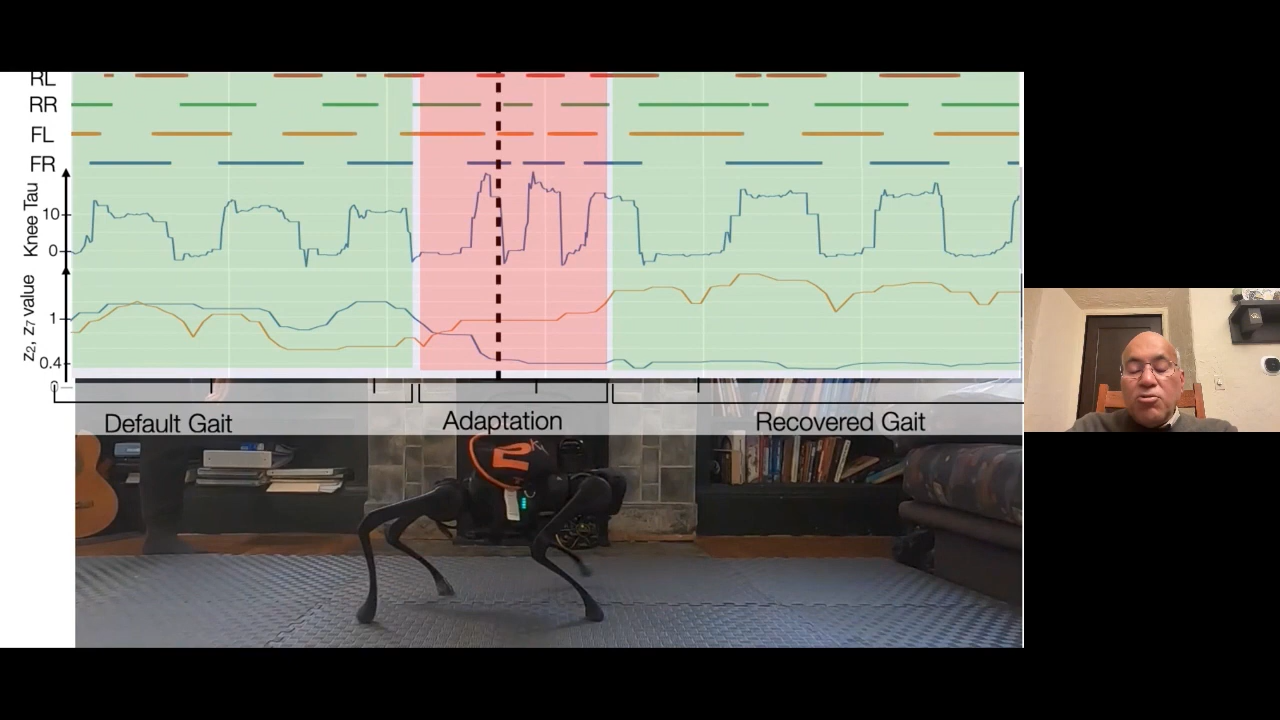 RL
RR
FL
FR
Knee Tau
10
0
z₂, z₇ value
1
0.4
0
Default Gait
Adaptation
Recovered Gait